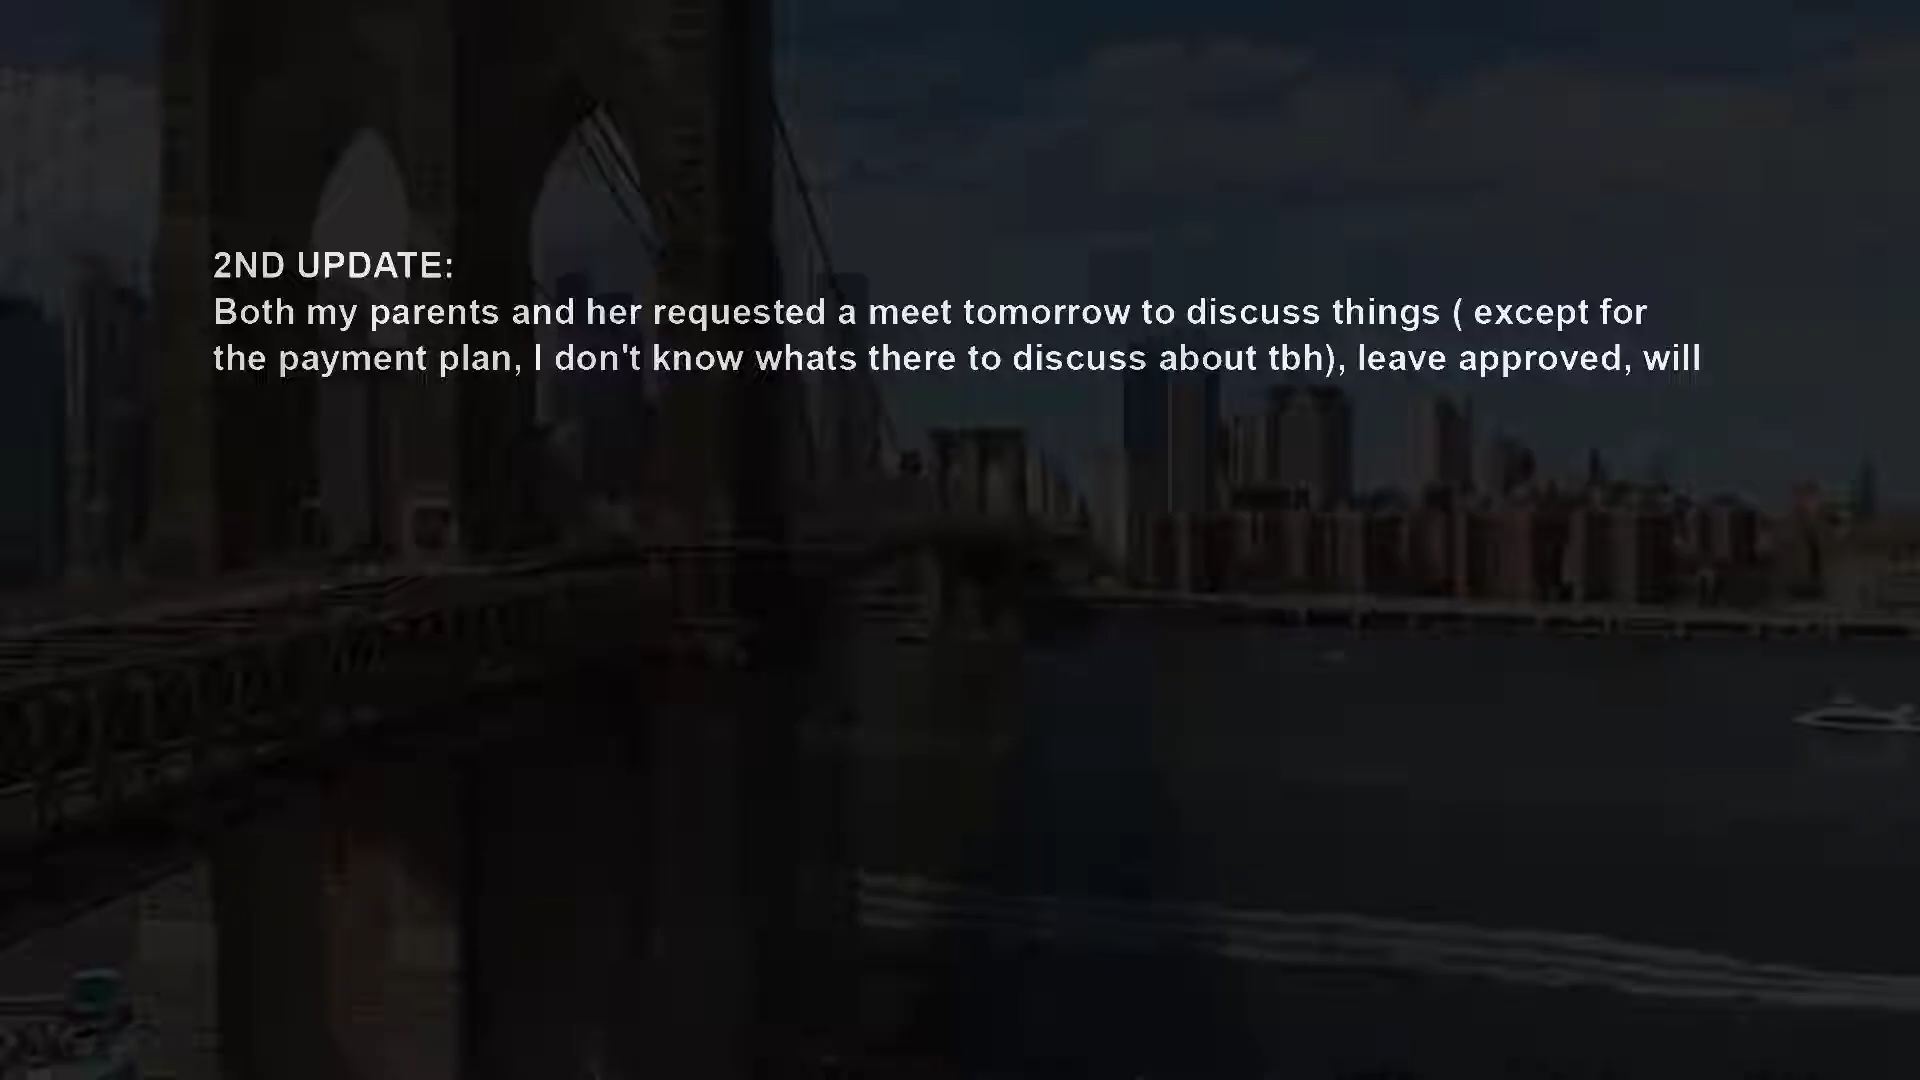 2ND UPDATE:
Both my parents and her requested a meet tomorrow to discuss things ( except for
the payment plan, I don't know whats there to discuss about tbh), leave approved, will